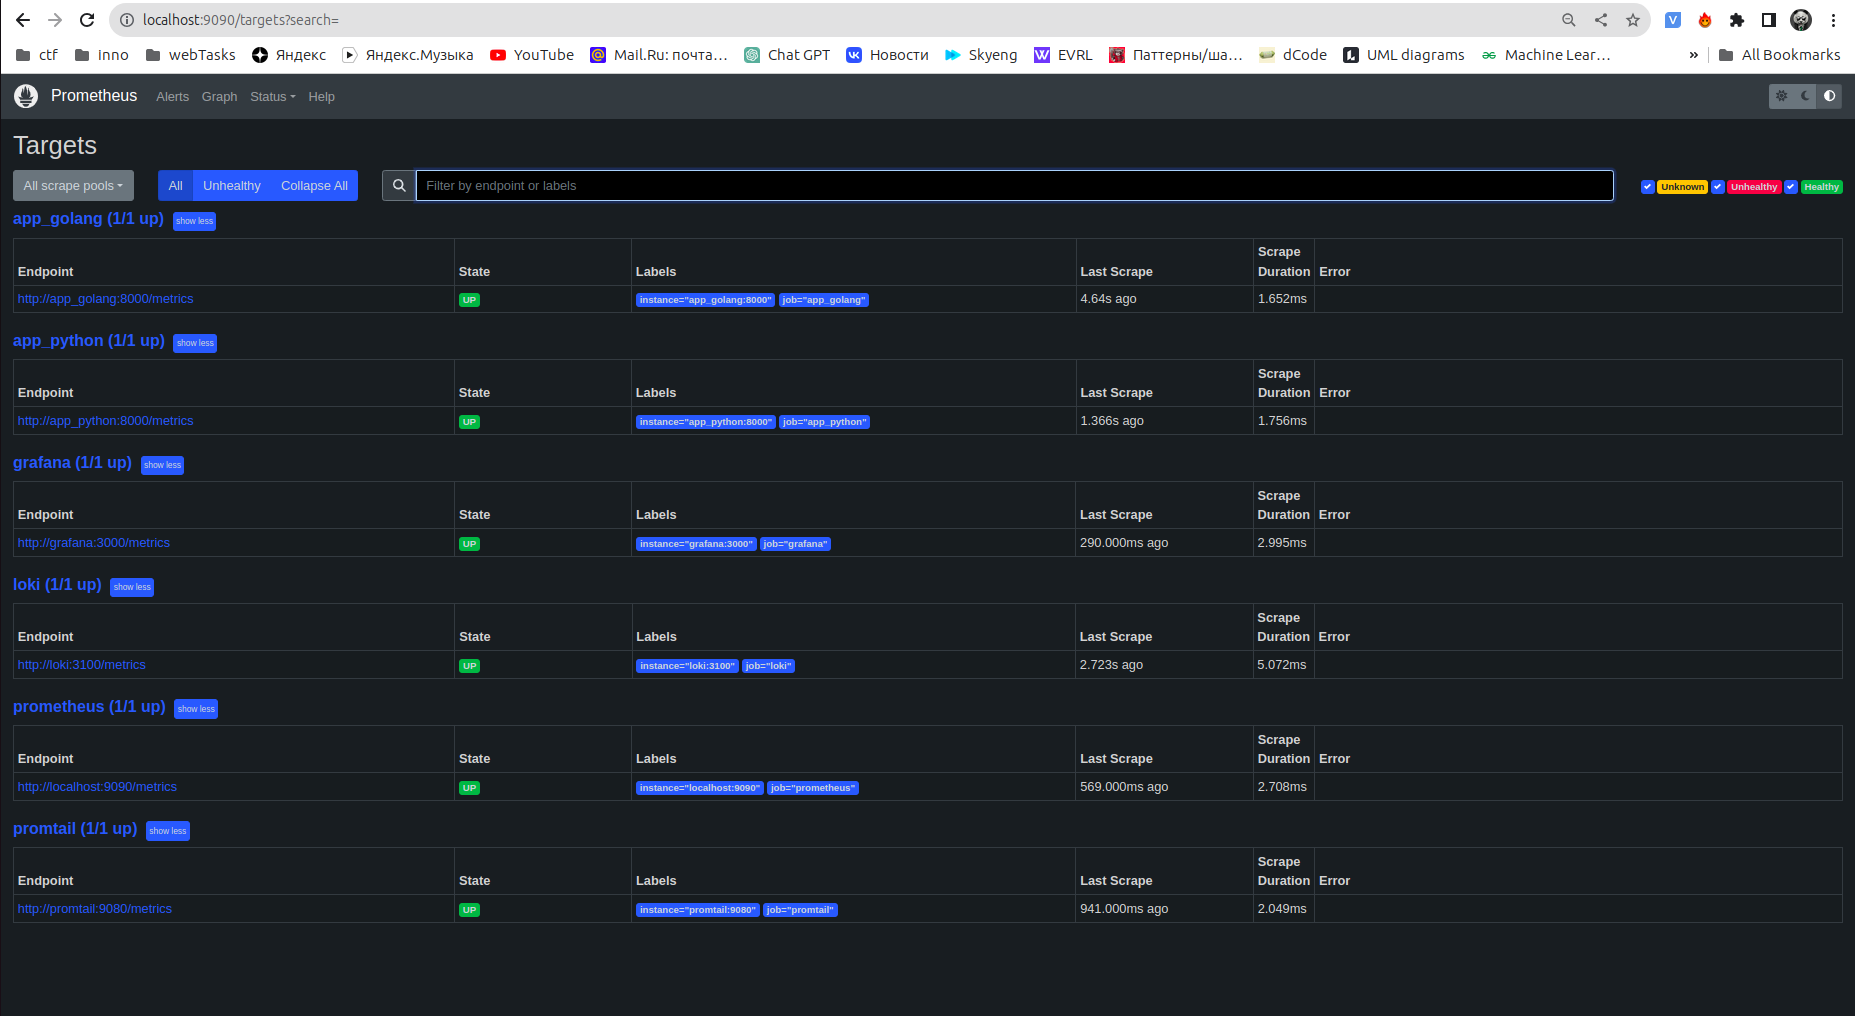 localhost:9090/targets?search=
ctf inno webTasks Яндекс Яндекс.Музыка YouTube Mail.Ru: почта... Chat GPT Новости Skyeng EVRL Паттерны/ша... dCode UML diagrams Machine Lear... » All Bookmarks
Prometheus Alerts Graph Status Help
Targets
All scrape pools All Unhealthy Collapse All Filter by endpoint or labels Unknown Unhealthy Healthy
app_golang (1/1 up) show less
Endpoint State Labels Last Scrape Scrape Duration Error
http://app_golang:8000/metrics UP instance="app_golang:8000" job="app_golang" 4.64s ago 1.652ms
app_python (1/1 up) show less
Endpoint State Labels Last Scrape Scrape Duration Error
http://app_python:8000/metrics UP instance="app_python:8000" job="app_python" 1.366s ago 1.756ms
grafana (1/1 up) show less
Endpoint State Labels Last Scrape Scrape Duration Error
http://grafana:3000/metrics UP instance="grafana:3000" job="grafana" 290.000ms ago 2.995ms
loki (1/1 up) show less
Endpoint State Labels Last Scrape Scrape Duration Error
http://loki:3100/metrics UP instance="loki:3100" job="loki" 2.723s ago 5.072ms
prometheus (1/1 up) show less
Endpoint State Labels Last Scrape Scrape Duration Error
http://localhost:9090/metrics UP instance="localhost:9090" job="prometheus" 569.000ms ago 2.708ms
promtail (1/1 up) show less
Endpoint State Labels Last Scrape Scrape Duration Error
http://promtail:9080/metrics UP instance="promtail:9080" job="promtail" 941.000ms ago 2.049ms